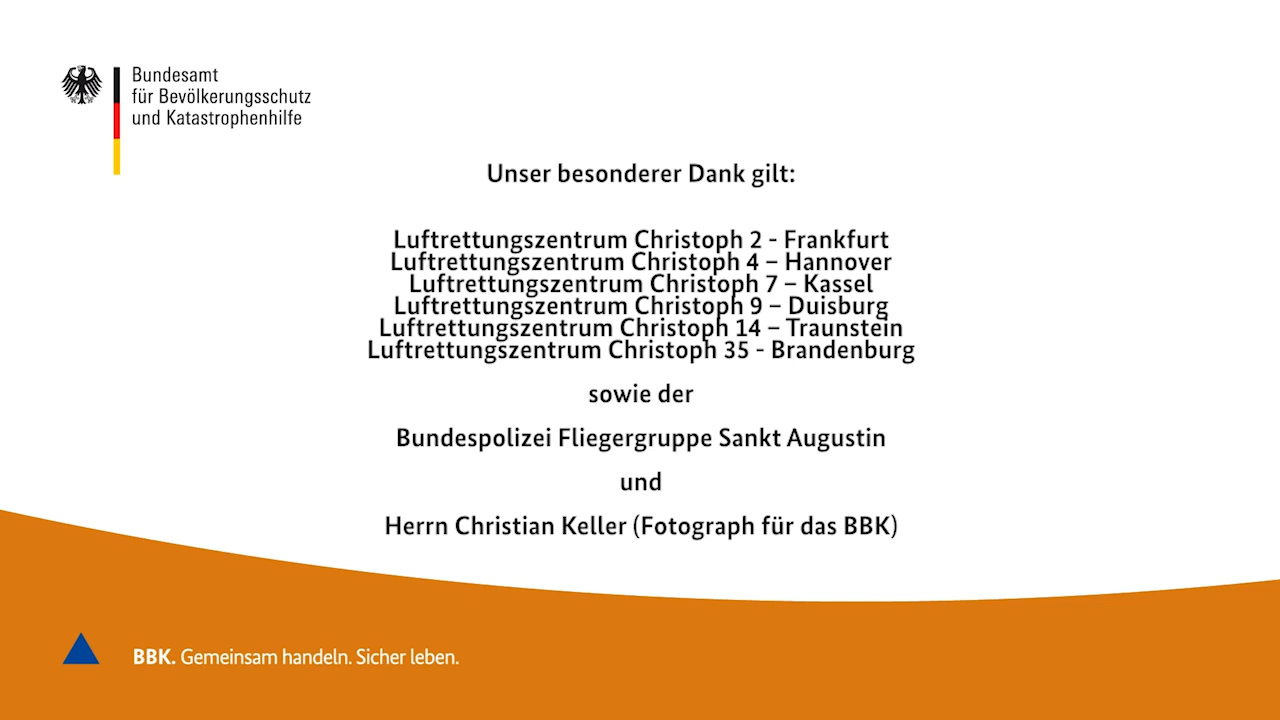 Bundesamt
für Bevölkerungsschutz
und Katastrophenhilfe
Unser besonderer Dank gilt:
Luftrettungszentrum Christoph 2 - Frankfurt
Luftrettungszentrum Christoph 4 – Hannover
Luftrettungszentrum Christoph 7 – Kassel
Luftrettungszentrum Christoph 9 – Duisburg
Luftrettungszentrum Christoph 14 – Traunstein
Luftrettungszentrum Christoph 35 - Brandenburg
sowie der
Bundespolizei Fliegergruppe Sankt Augustin
und
Herrn Christian Keller (Fotograph für das BBK)
BBK. Gemeinsam handeln. Sicher leben.